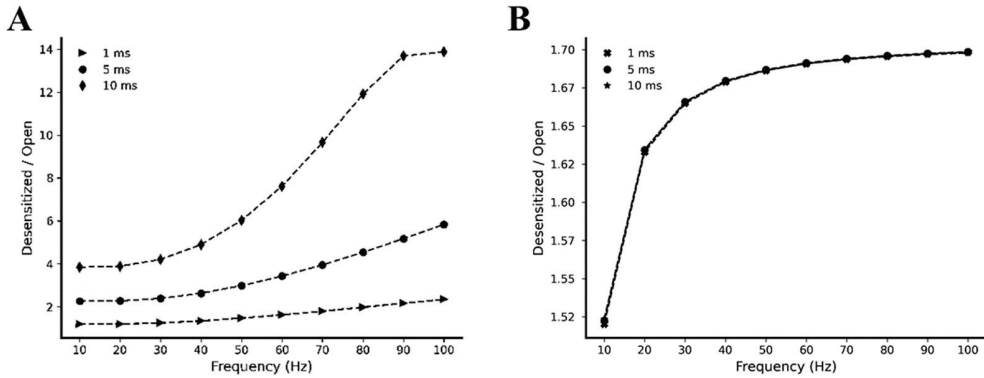 A
1 ms
5 ms
10 ms
14
12
10
8
6
4
2
Desensitized / Open
10 20 30 40 50 60 70 80 90 100
Frequency (Hz)
B
1 ms
5 ms
10 ms
1.70
1.67
1.65
1.62
1.60
1.57
1.55
1.52
Desensitized / Open
10 20 30 40 50 60 70 80 90 100
Frequency (Hz)